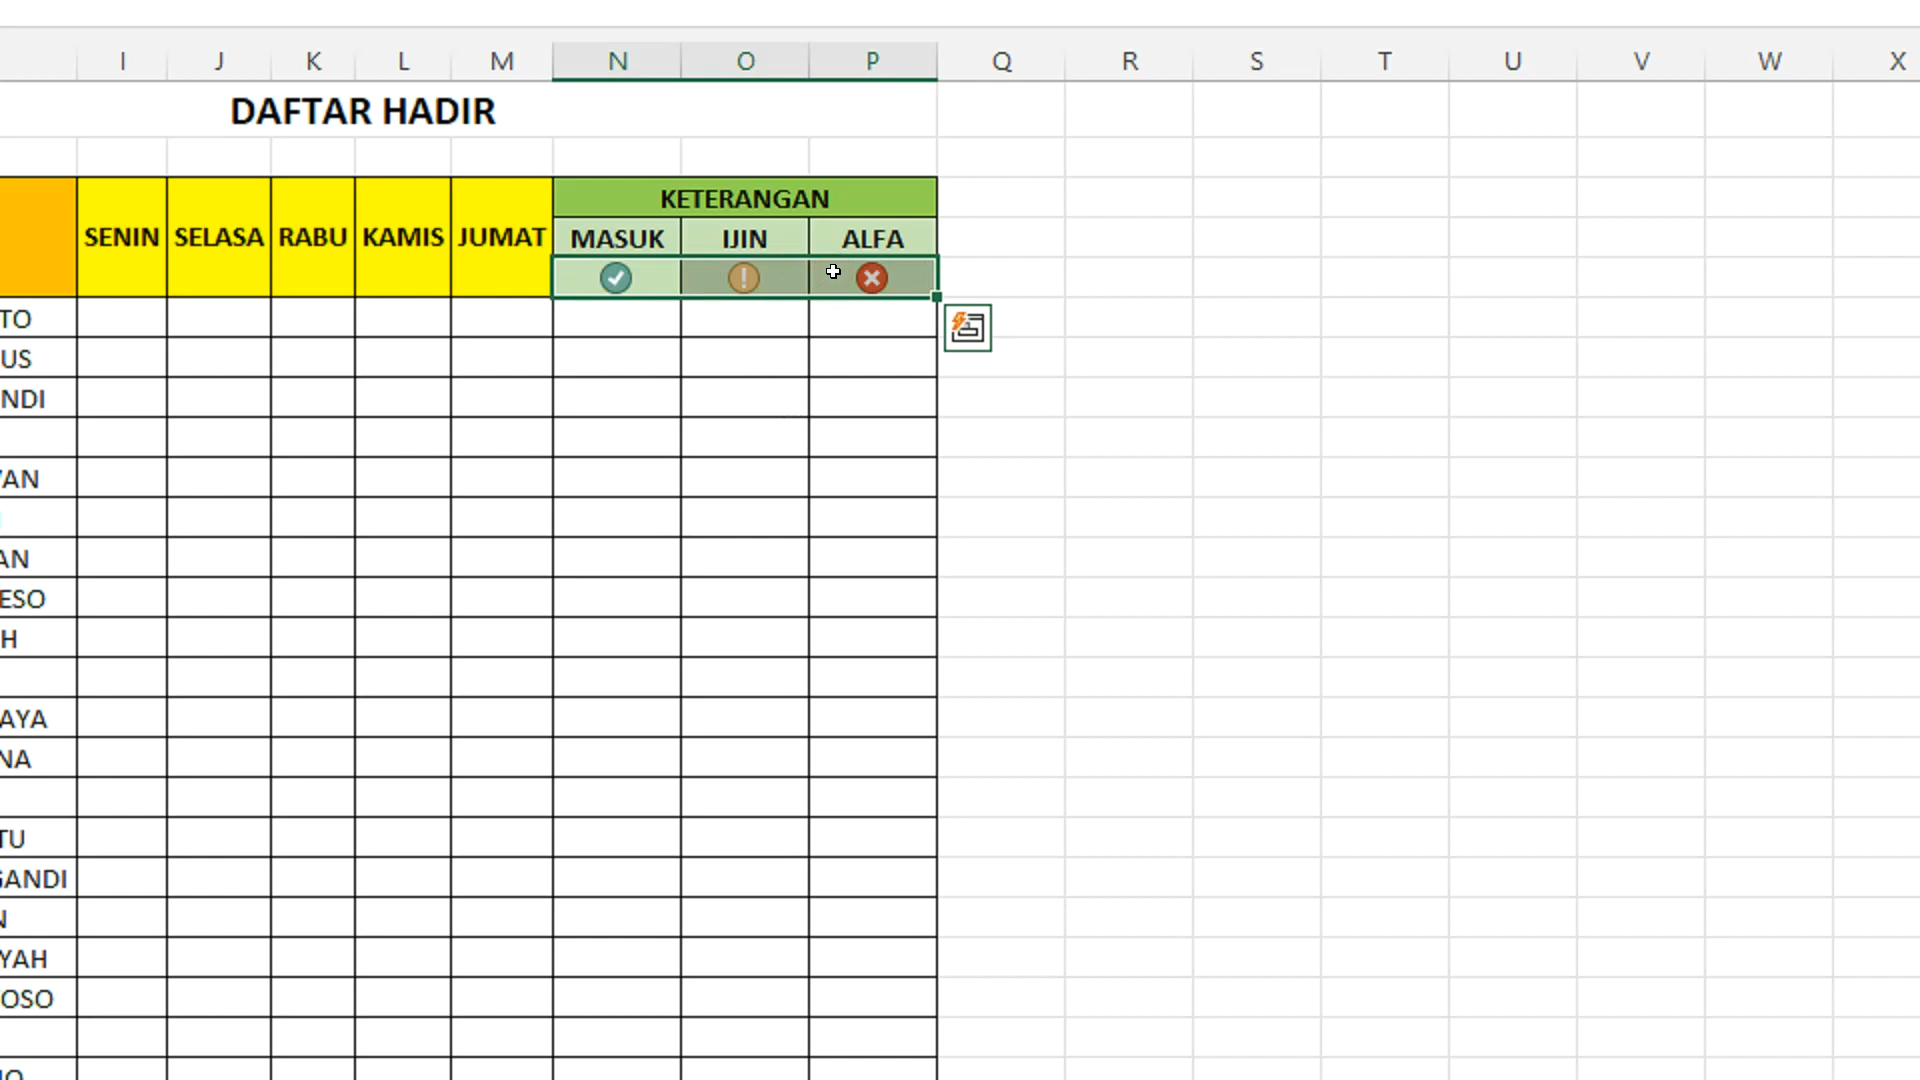 I J K L M N O P Q R S T U V W X
DAFTAR HADIR
SENIN SELASA RABU KAMIS JUMAT KETERANGAN
MASUK IJIN ALFA
TO
US
NDI
AN
AN
ESO
H
AYA
NA
TU
GANDI
N
YAH
OSO